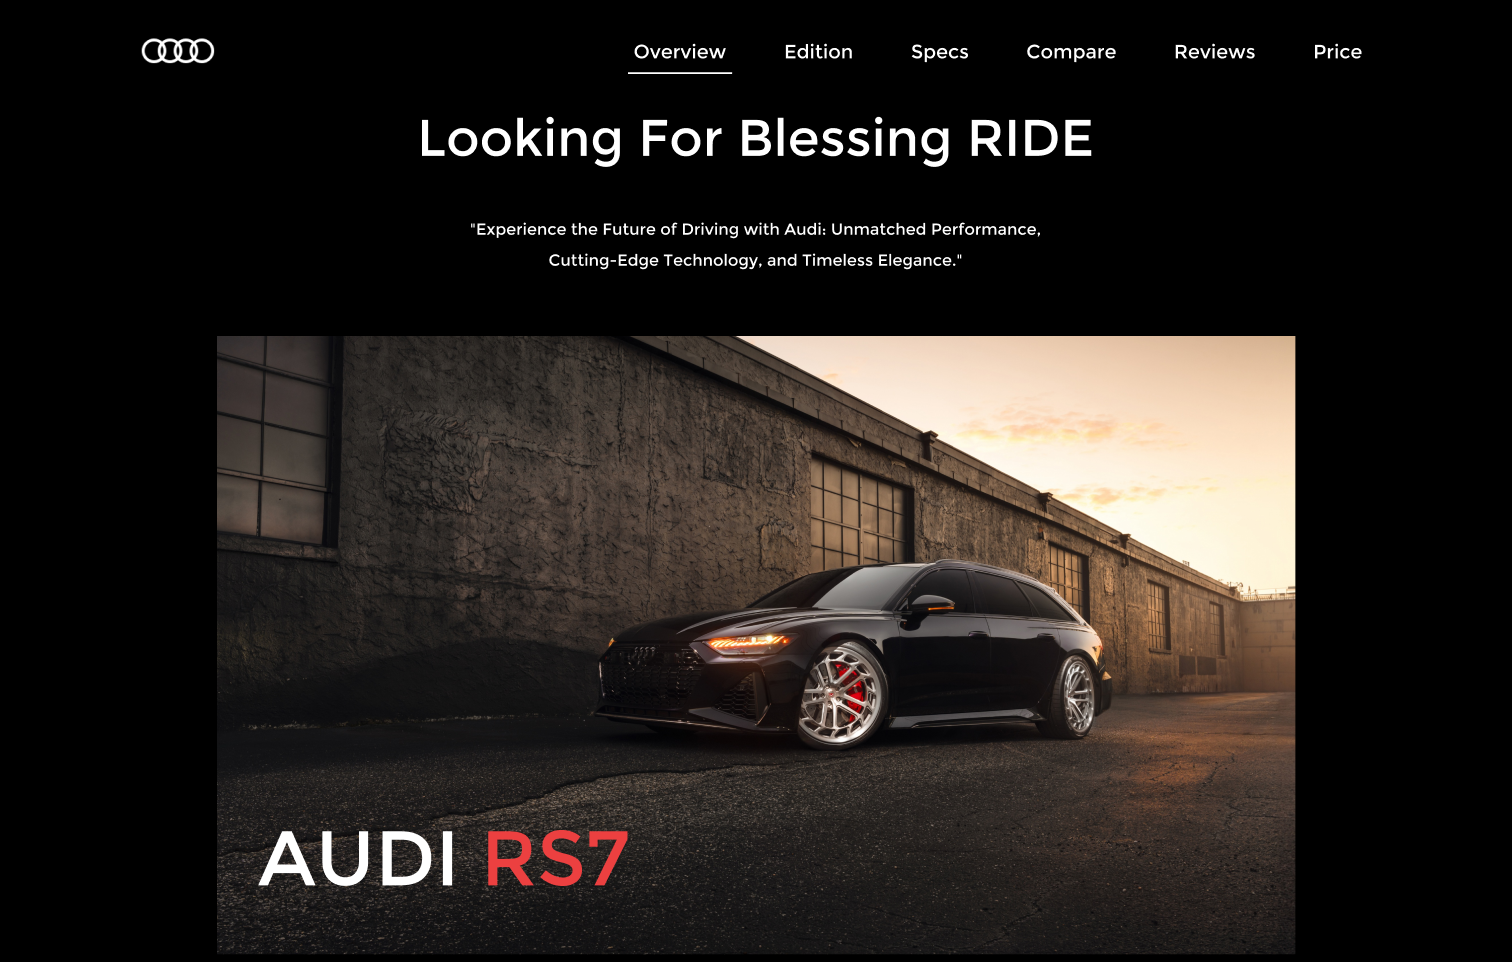 Overview Edition Specs Compare Reviews Price
Looking For Blessing RIDE
"Experience the Future of Driving with Audi: Unmatched Performance,
Cutting-Edge Technology, and Timeless Elegance."
AUDI RS7